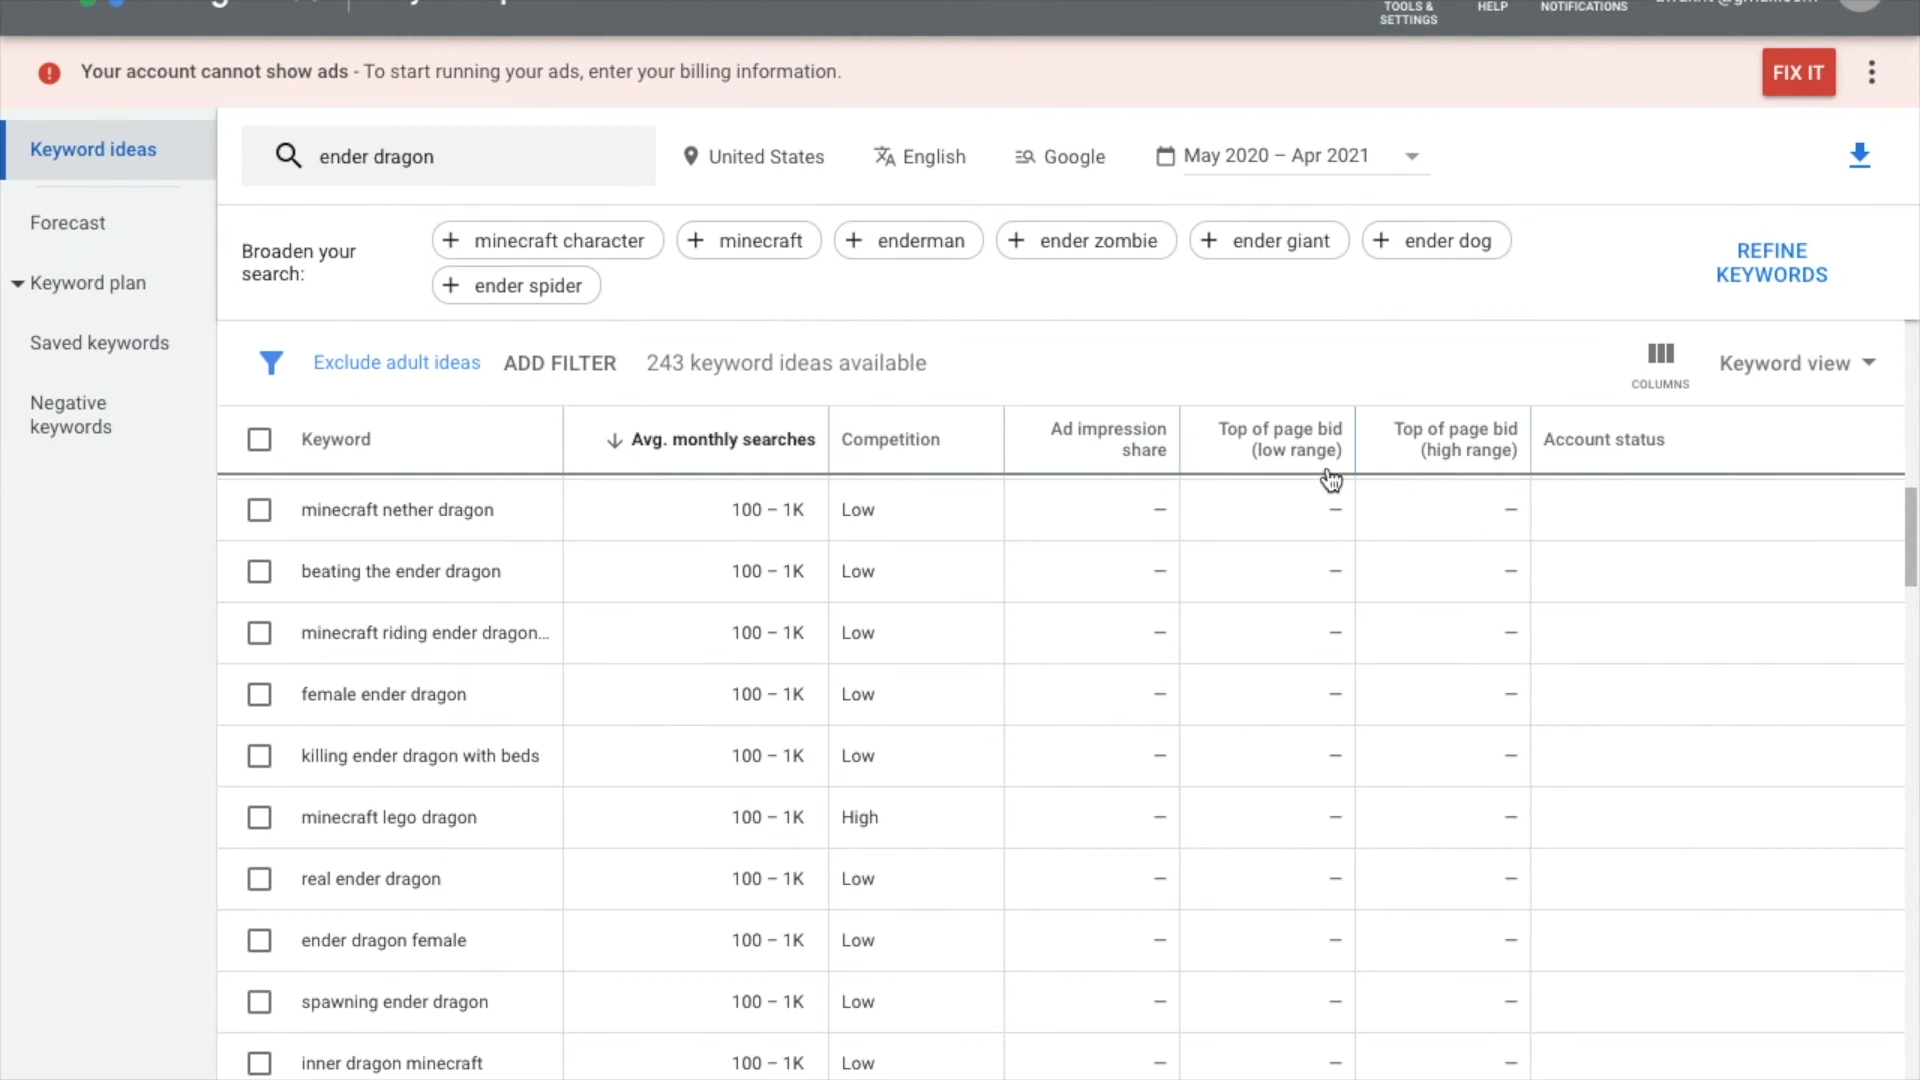 TOOLS &
SETTINGS
HELP
NOTIFICATIONS
Your account cannot show ads - To start running your ads, enter your billing information.
FIX IT
Keyword ideas
Forecast
Keyword plan
Saved keywords
Negative
keywords
ender dragon
United States
English
Google
May 2020 – Apr 2021
Broaden your
search:
+ minecraft character
+ minecraft
+ enderman
+ ender zombie
+ ender giant
+ ender dog
+ ender spider
REFINE
KEYWORDS
Exclude adult ideas
ADD FILTER
243 keyword ideas available
COLUMNS
Keyword view
Keyword
Avg. monthly searches
Competition
Ad impression
share
Top of page bid
(low range)
Top of page bid
(high range)
Account status
minecraft nether dragon 100 – 1K Low – – –
beating the ender dragon 100 – 1K Low – – –
minecraft riding ender dragon... 100 – 1K Low – – –
female ender dragon 100 – 1K Low – – –
killing ender dragon with beds 100 – 1K Low – – –
minecraft lego dragon 100 – 1K High – – –
real ender dragon 100 – 1K Low – – –
ender dragon female 100 – 1K Low – – –
spawning ender dragon 100 – 1K Low – – –
inner dragon minecraft 100 – 1K Low – – –